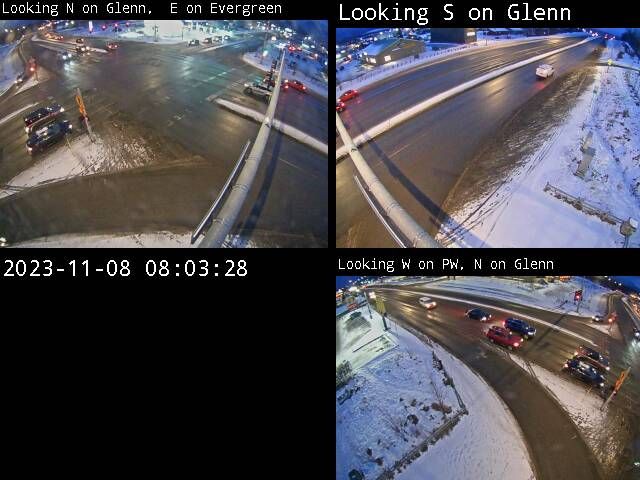 Looking N on Glenn, E on Evergreen
Looking S on Glenn
2023-11-08 08:03:28
Looking W on PW, N on Glenn